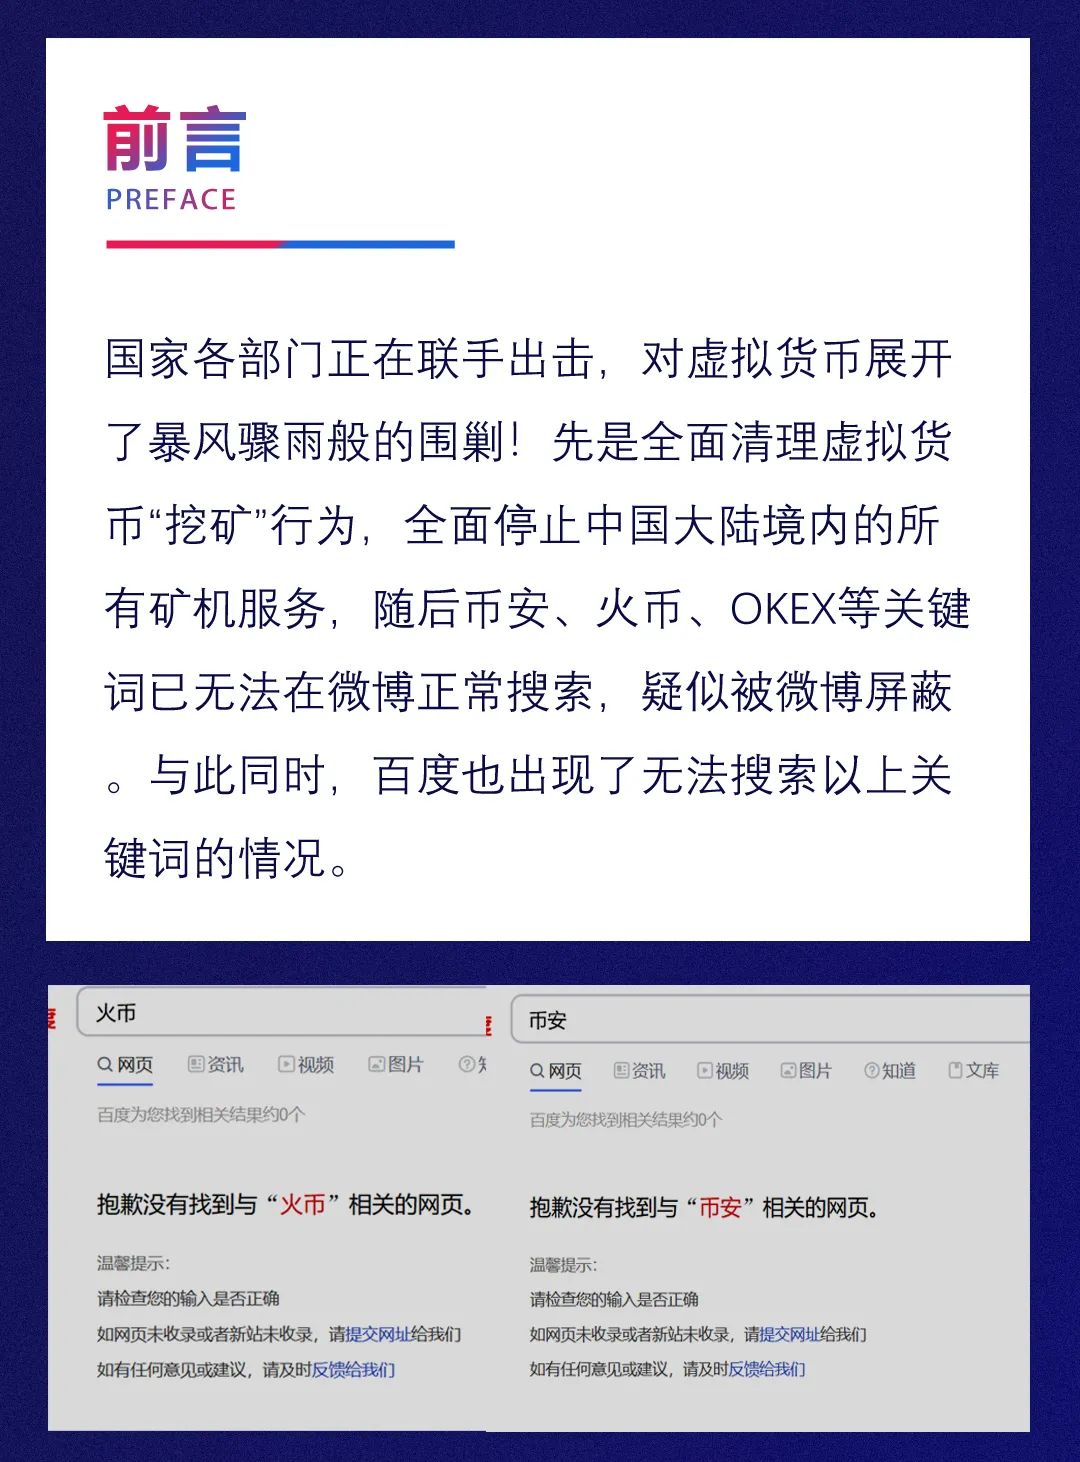 前言
PREFACE
国家各部门正在联手出击，对虚拟货币展开
了暴风骤雨般的围剿！先是全面清理虚拟货
币“挖矿”行为，全面停止中国大陆境内的所
有矿机服务，随后币安、火币、OKEX等关键
词已无法在微博正常搜索，疑似被微博屏蔽
。与此同时，百度也出现了无法搜索以上关
键词的情况。
火币
网页 资讯 视频 图片
百度为您找到相关结果约0个
抱歉没有找到与“火币”相关的网页。
温馨提示：
请检查您的输入是否正确
如网页未收录或者新站未收录，请提交网址给我们
如有任何意见或建议，请及时反馈给我们
币安
网页 资讯 视频 图片 知道 文库
百度为您找到相关结果约0个
抱歉没有找到与“币安”相关的网页。
温馨提示：
请检查您的输入是否正确
如网页未收录或者新站未收录，请提交网址给我们
如有任何意见或建议，请及时反馈给我们